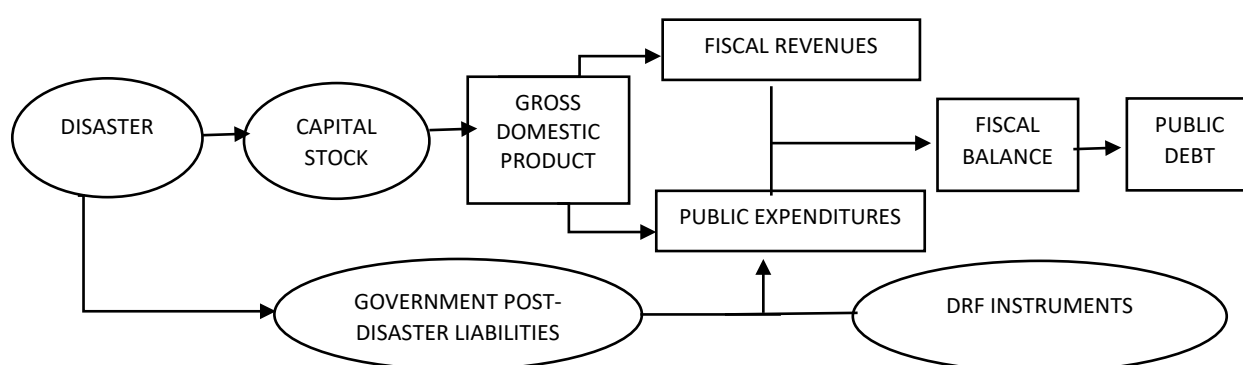 FISCAL REVENUES
DISASTER
CAPITAL
STOCK
GROSS
DOMESTIC
PRODUCT
FISCAL
BALANCE
PUBLIC
DEBT
PUBLIC EXPENDITURES
GOVERNMENT POST-
DISASTER LIABILITIES
DRF INSTRUMENTS